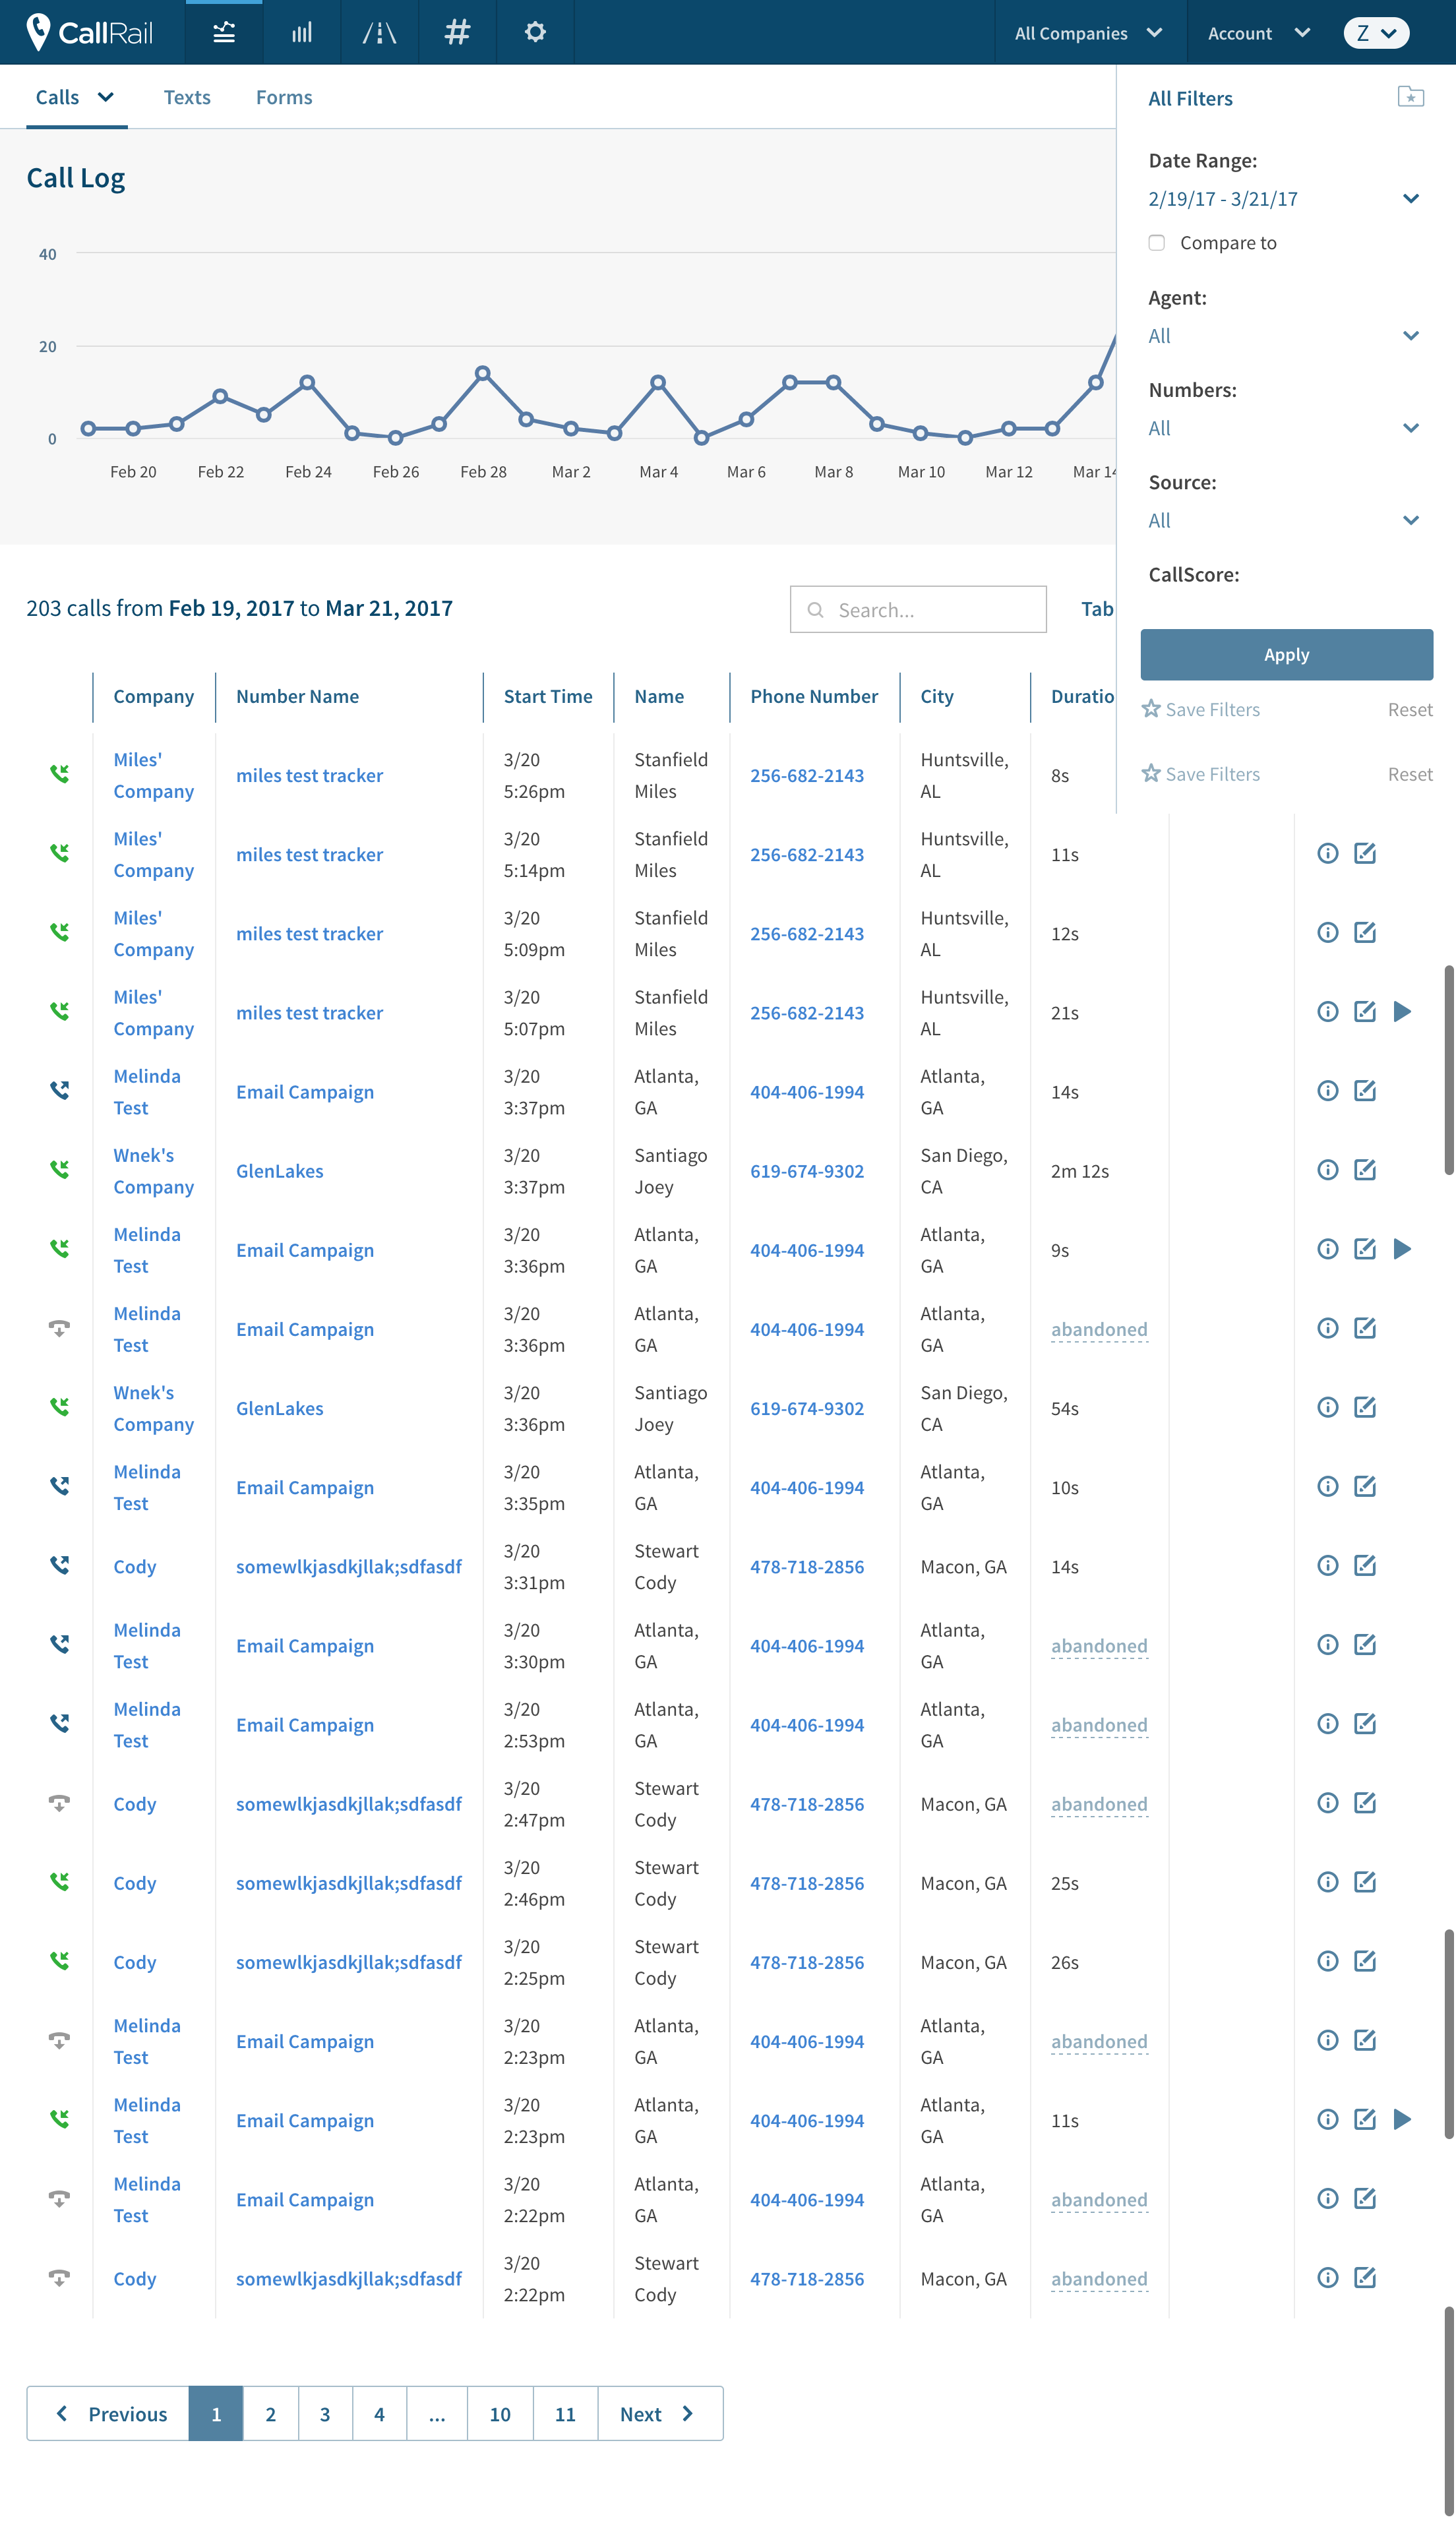 CallRail
All Companies
Account
Z
Calls
Texts
Forms
Call Log
40
20
0
Feb 20 Feb 22 Feb 24 Feb 26 Feb 28 Mar 2 Mar 4 Mar 6 Mar 8 Mar 10 Mar 12 Mar 14
All Filters
Date Range:
2/19/17 - 3/21/17
Compare to
Agent:
All
Numbers:
All
Source:
All
CallScore:
Apply
Save Filters Reset
Save Filters Reset
203 calls from Feb 19, 2017 to Mar 21, 2017
Search...
Tab
Company Number Name Start Time Name Phone Number City Duratio
Miles' 3/20 Stanfield Huntsville,
miles test tracker 256-682-2143 8s
Company 5:26pm Miles AL
Miles' 3/20 Stanfield Huntsville,
miles test tracker 256-682-2143 11s
Company 5:14pm Miles AL
Miles' 3/20 Stanfield Huntsville,
miles test tracker 256-682-2143 12s
Company 5:09pm Miles AL
Miles' 3/20 Stanfield Huntsville,
miles test tracker 256-682-2143 21s
Company 5:07pm Miles AL
Melinda 3/20 Atlanta, Atlanta,
Email Campaign 404-406-1994 14s
Test 3:37pm GA GA
Wnek's 3/20 Santiago San Diego,
GlenLakes 619-674-9302 2m 12s
Company 3:37pm Joey CA
Melinda 3/20 Atlanta, Atlanta,
Email Campaign 404-406-1994 9s
Test 3:36pm GA GA
Melinda 3/20 Atlanta, Atlanta,
Email Campaign 404-406-1994 abandoned
Test 3:36pm GA GA
Wnek's 3/20 Santiago San Diego,
GlenLakes 619-674-9302 54s
Company 3:36pm Joey CA
Melinda 3/20 Atlanta, Atlanta,
Email Campaign 404-406-1994 10s
Test 3:35pm GA GA
3/20 Stewart
Cody somewlkjasdkjllak;sdfasdf 478-718-2856 Macon, GA 14s
3:31pm Cody
Melinda 3/20 Atlanta, Atlanta,
Email Campaign 404-406-1994 abandoned
Test 3:30pm GA GA
Melinda 3/20 Atlanta, Atlanta,
Email Campaign 404-406-1994 abandoned
Test 2:53pm GA GA
3/20 Stewart
Cody somewlkjasdkjllak;sdfasdf 478-718-2856 Macon, GA abandoned
2:47pm Cody
3/20 Stewart
Cody somewlkjasdkjllak;sdfasdf 478-718-2856 Macon, GA 25s
2:46pm Cody
3/20 Stewart
Cody somewlkjasdkjllak;sdfasdf 478-718-2856 Macon, GA 26s
2:25pm Cody
Melinda 3/20 Atlanta, Atlanta,
Email Campaign 404-406-1994 abandoned
Test 2:23pm GA GA
Melinda 3/20 Atlanta, Atlanta,
Email Campaign 404-406-1994 11s
Test 2:23pm GA GA
Melinda 3/20 Atlanta, Atlanta,
Email Campaign 404-406-1994 abandoned
Test 2:22pm GA GA
3/20 Stewart
Cody somewlkjasdkjllak;sdfasdf 478-718-2856 Macon, GA abandoned
2:22pm Cody
Previous 1 2 3 4 ... 10 11 Next